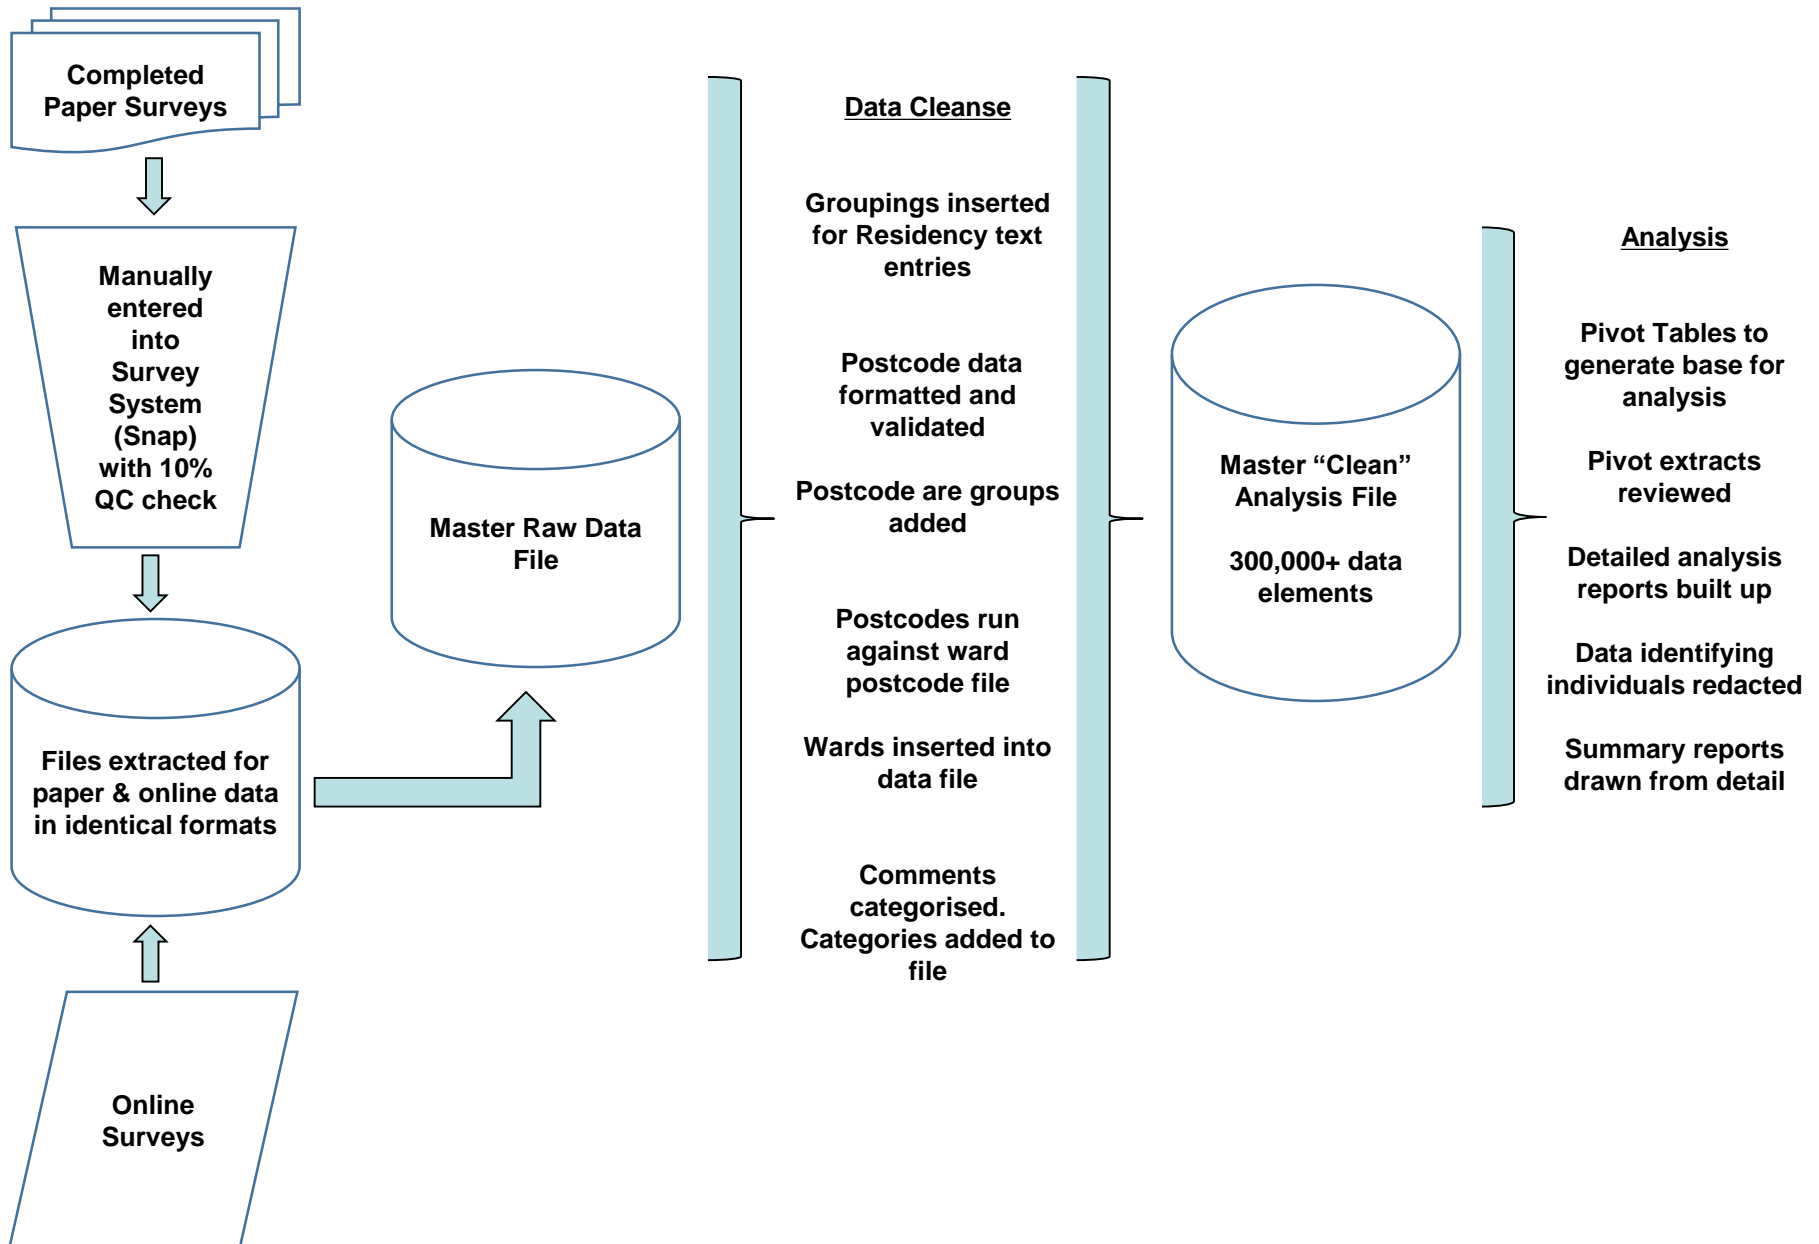 Completed
Paper Surveys
Manually
entered
into
Survey
System
(Snap)
with 10%
QC check
Files extracted for
paper & online data
in identical formats
Online
Surveys
Master Raw Data
File
Data Cleanse
Groupings inserted
for Residency text
entries
Postcode data
formatted and
validated
Postcode are groups
added
Postcodes run
against ward
postcode file
Wards inserted into
data file
Comments
categorised.
Categories added to
file
Master “Clean”
Analysis File
300,000+ data
elements
Analysis
Pivot Tables to
generate base for
analysis
Pivot extracts
reviewed
Detailed analysis
reports built up
Data identifying
individuals redacted
Summary reports
drawn from detail